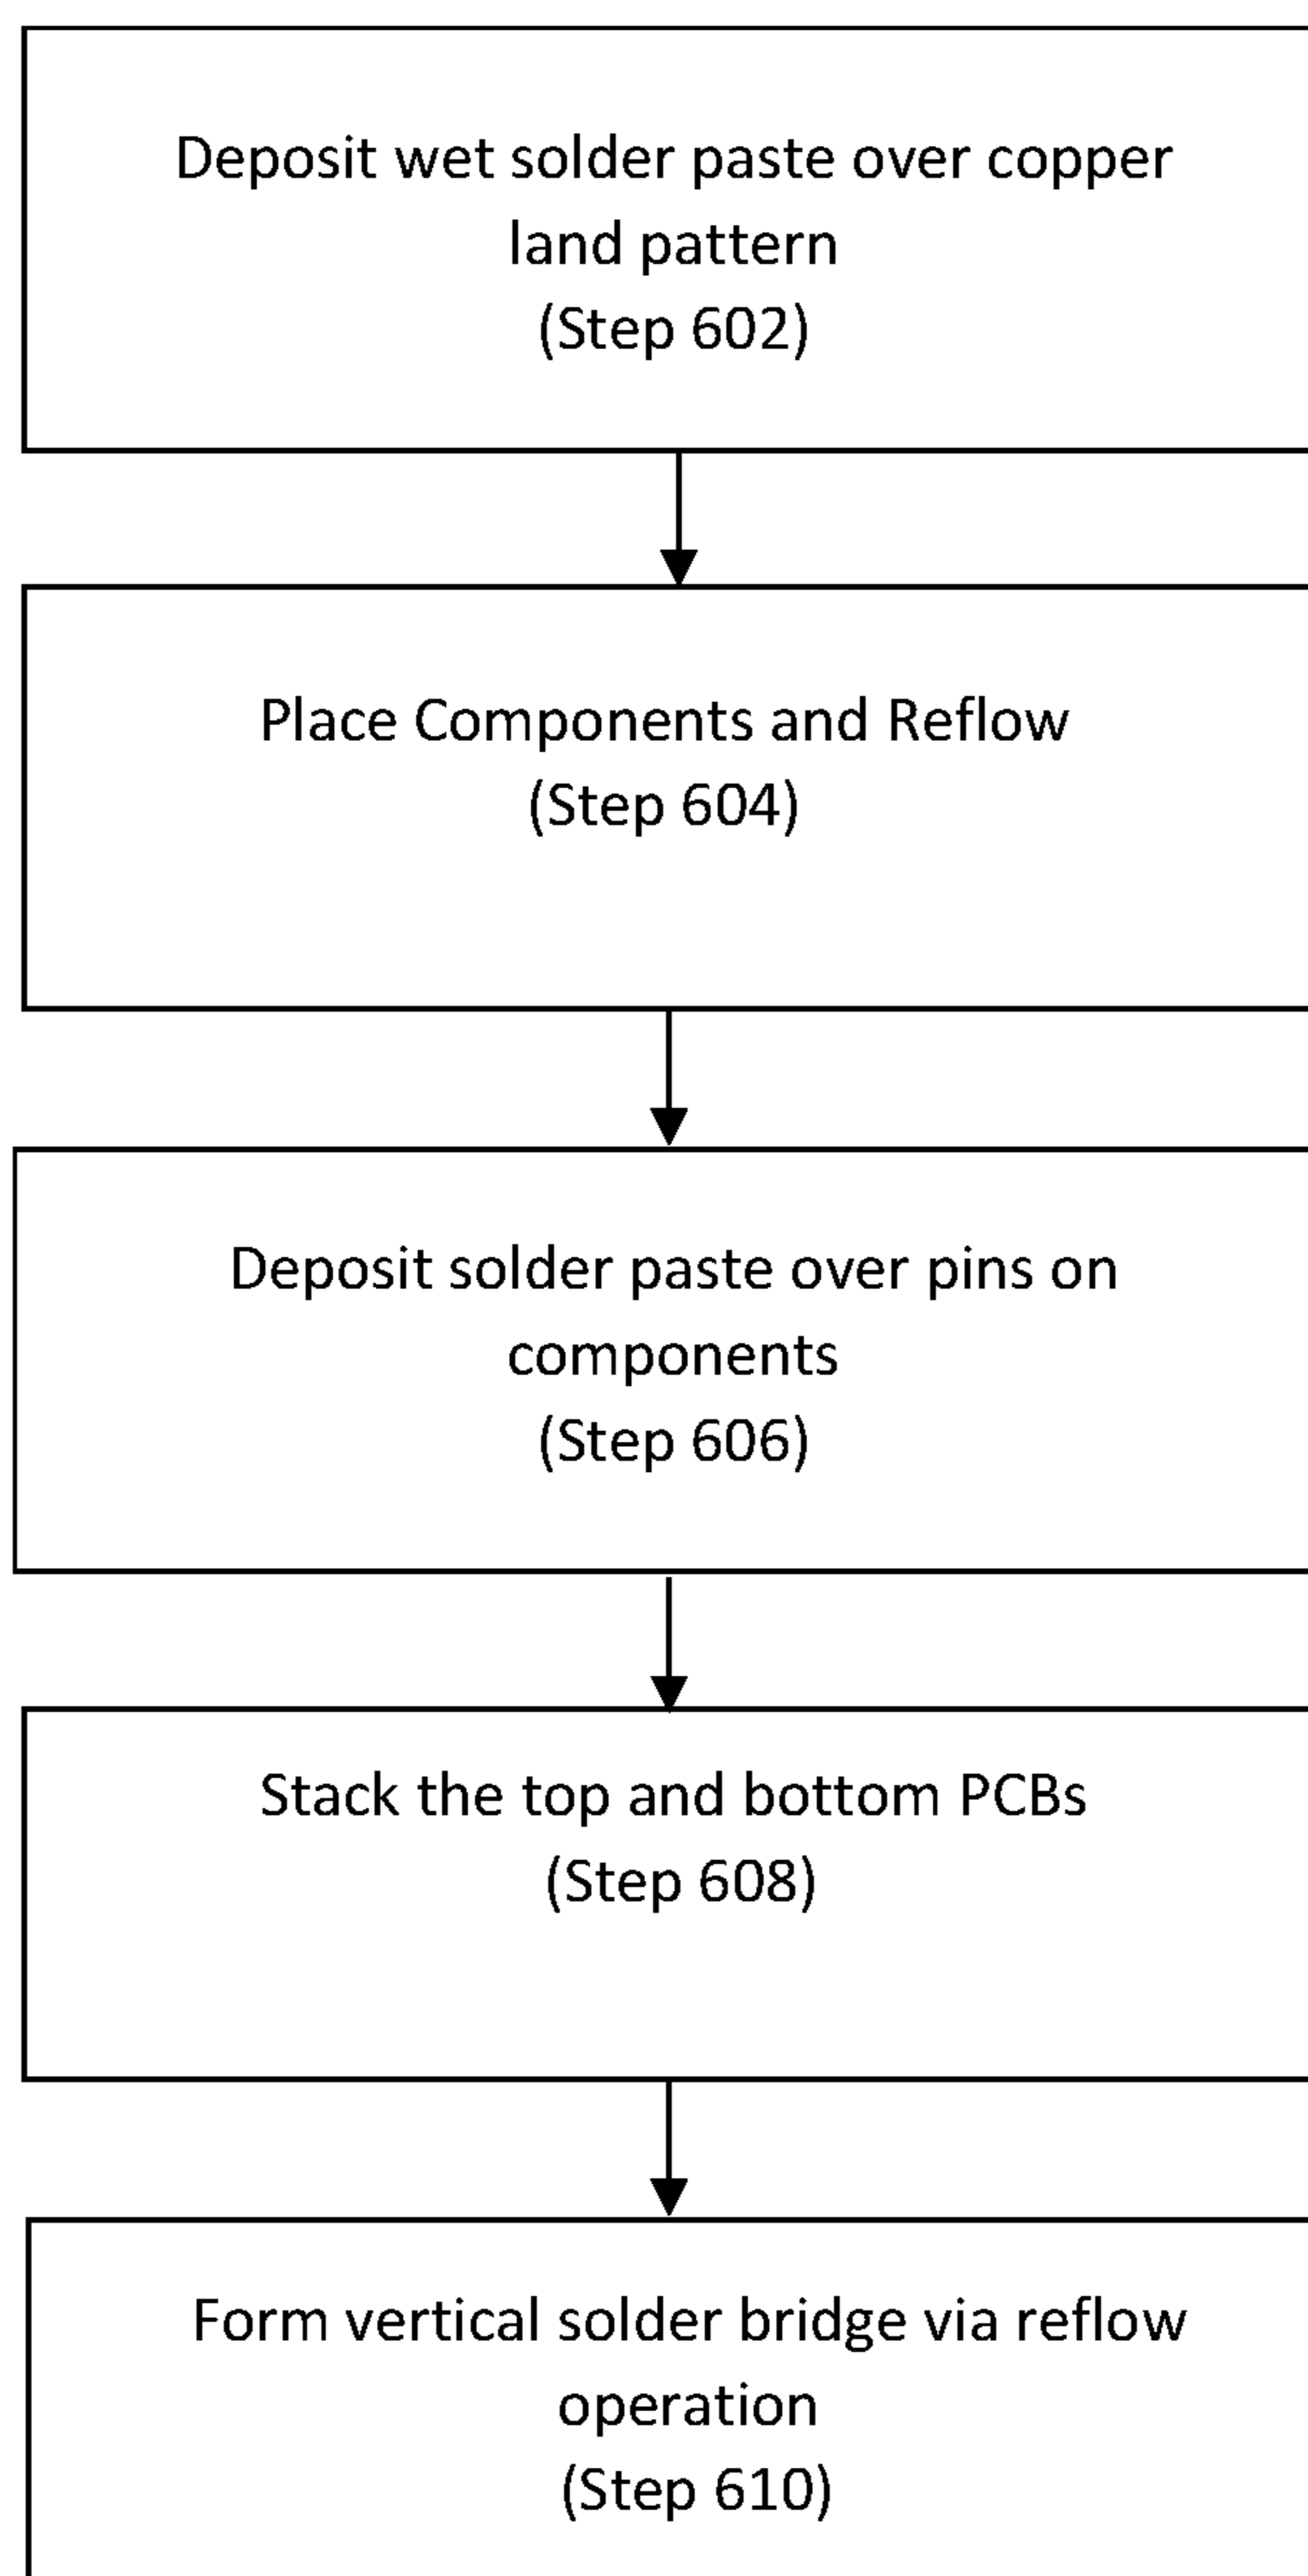 Deposit wet solder paste over copper
land pattern
(Step 602)
Place Components and Reflow
(Step 604)
Deposit solder paste over pins on
components
(Step 606)
Stack the top and bottom PCBs
(Step 608)
Form vertical solder bridge via reflow
operation
(Step 610)